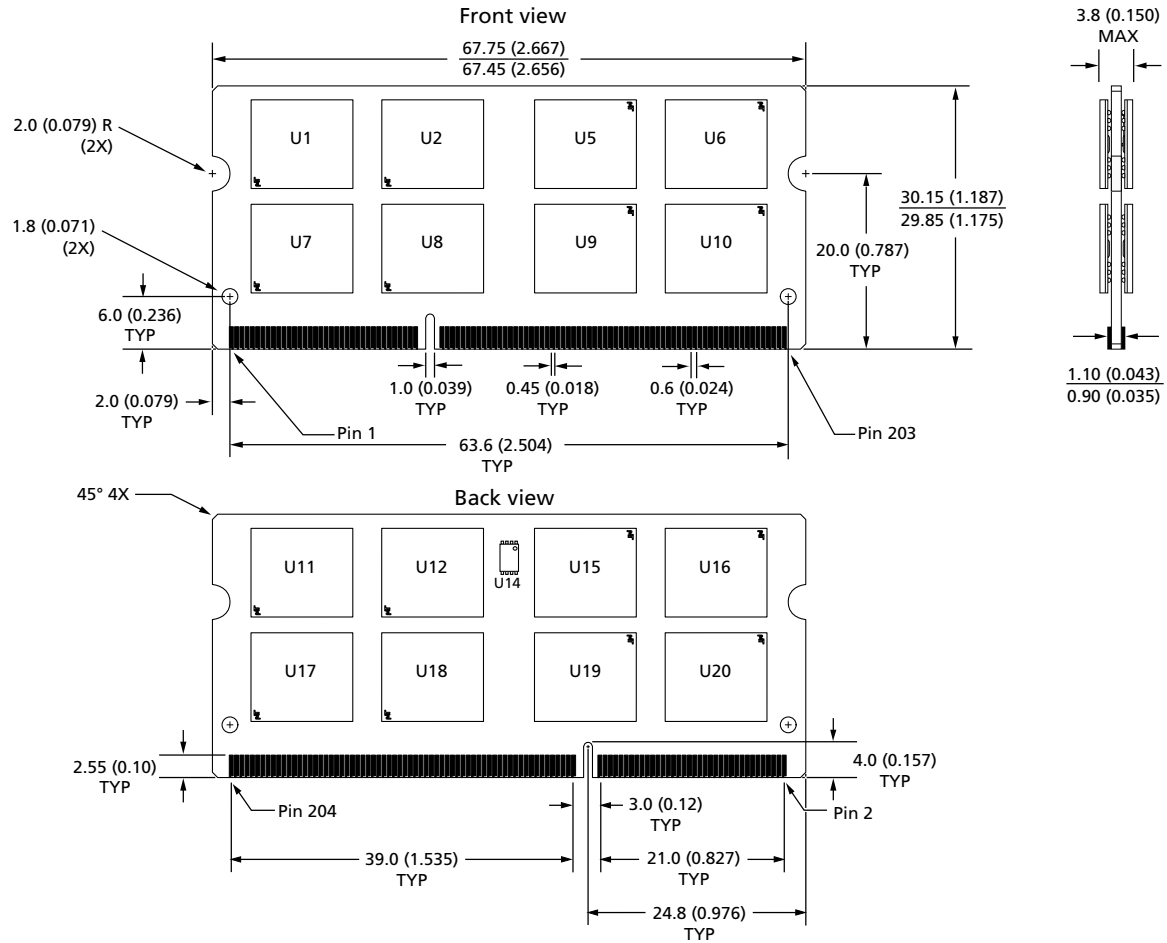 Front view
3.8 (0.150)
MAX
67.75 (2.667)
67.45 (2.656)
2.0 (0.079) R
(2X)
U1
U2
U5
U6
1.8 (0.071)
(2X)
U7
U8
U9
U10
30.15 (1.187)
29.85 (1.175)
20.0 (0.787)
TYP
6.0 (0.236)
TYP
2.0 (0.079)
TYP
1.0 (0.039)
TYP
0.45 (0.018)
TYP
0.6 (0.024)
TYP
1.10 (0.043)
0.90 (0.035)
Pin 1
63.6 (2.504)
TYP
Pin 203
45° 4X
Back view
U11
U12
U14
U15
U16
U17
U18
U19
U20
2.55 (0.10)
TYP
4.0 (0.157)
TYP
Pin 204
3.0 (0.12)
TYP
Pin 2
39.0 (1.535)
TYP
21.0 (0.827)
TYP
24.8 (0.976)
TYP